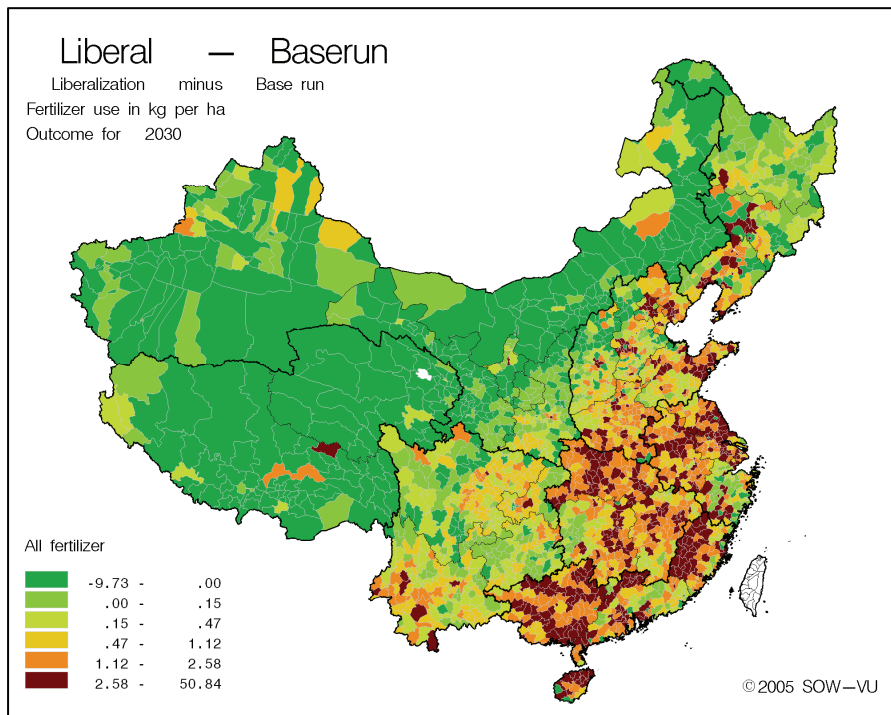 Liberal — Baserun
Liberalization minus Base run
Fertilizer use in kg per ha
Outcome for 2030
All fertilizer
-9.73 - .00
.00 - .15
.15 - .47
.47 - 1.12
1.12 - 2.58
2.58 - 50.84
© 2005 SOW—VU